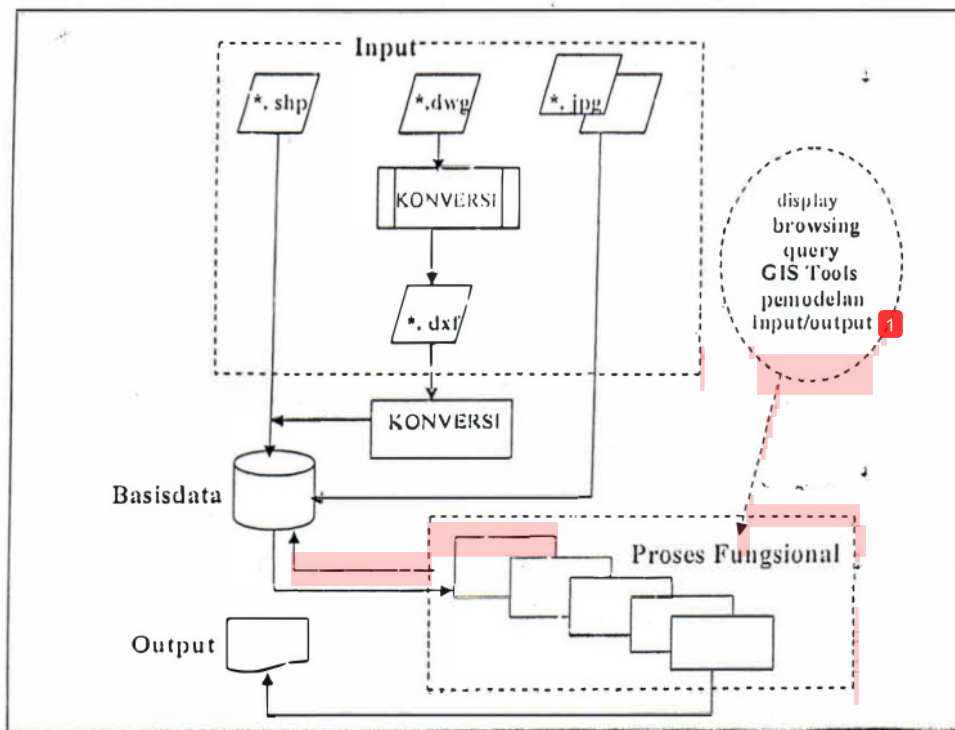 Input
*. shp
*.dwg
*. jpg
KONVERSI
*. dxf
KONVERSI
Basisdata
display
browsing
query
GIS Tools
pemodelan
input/output 1
Proses Fungsional
Output